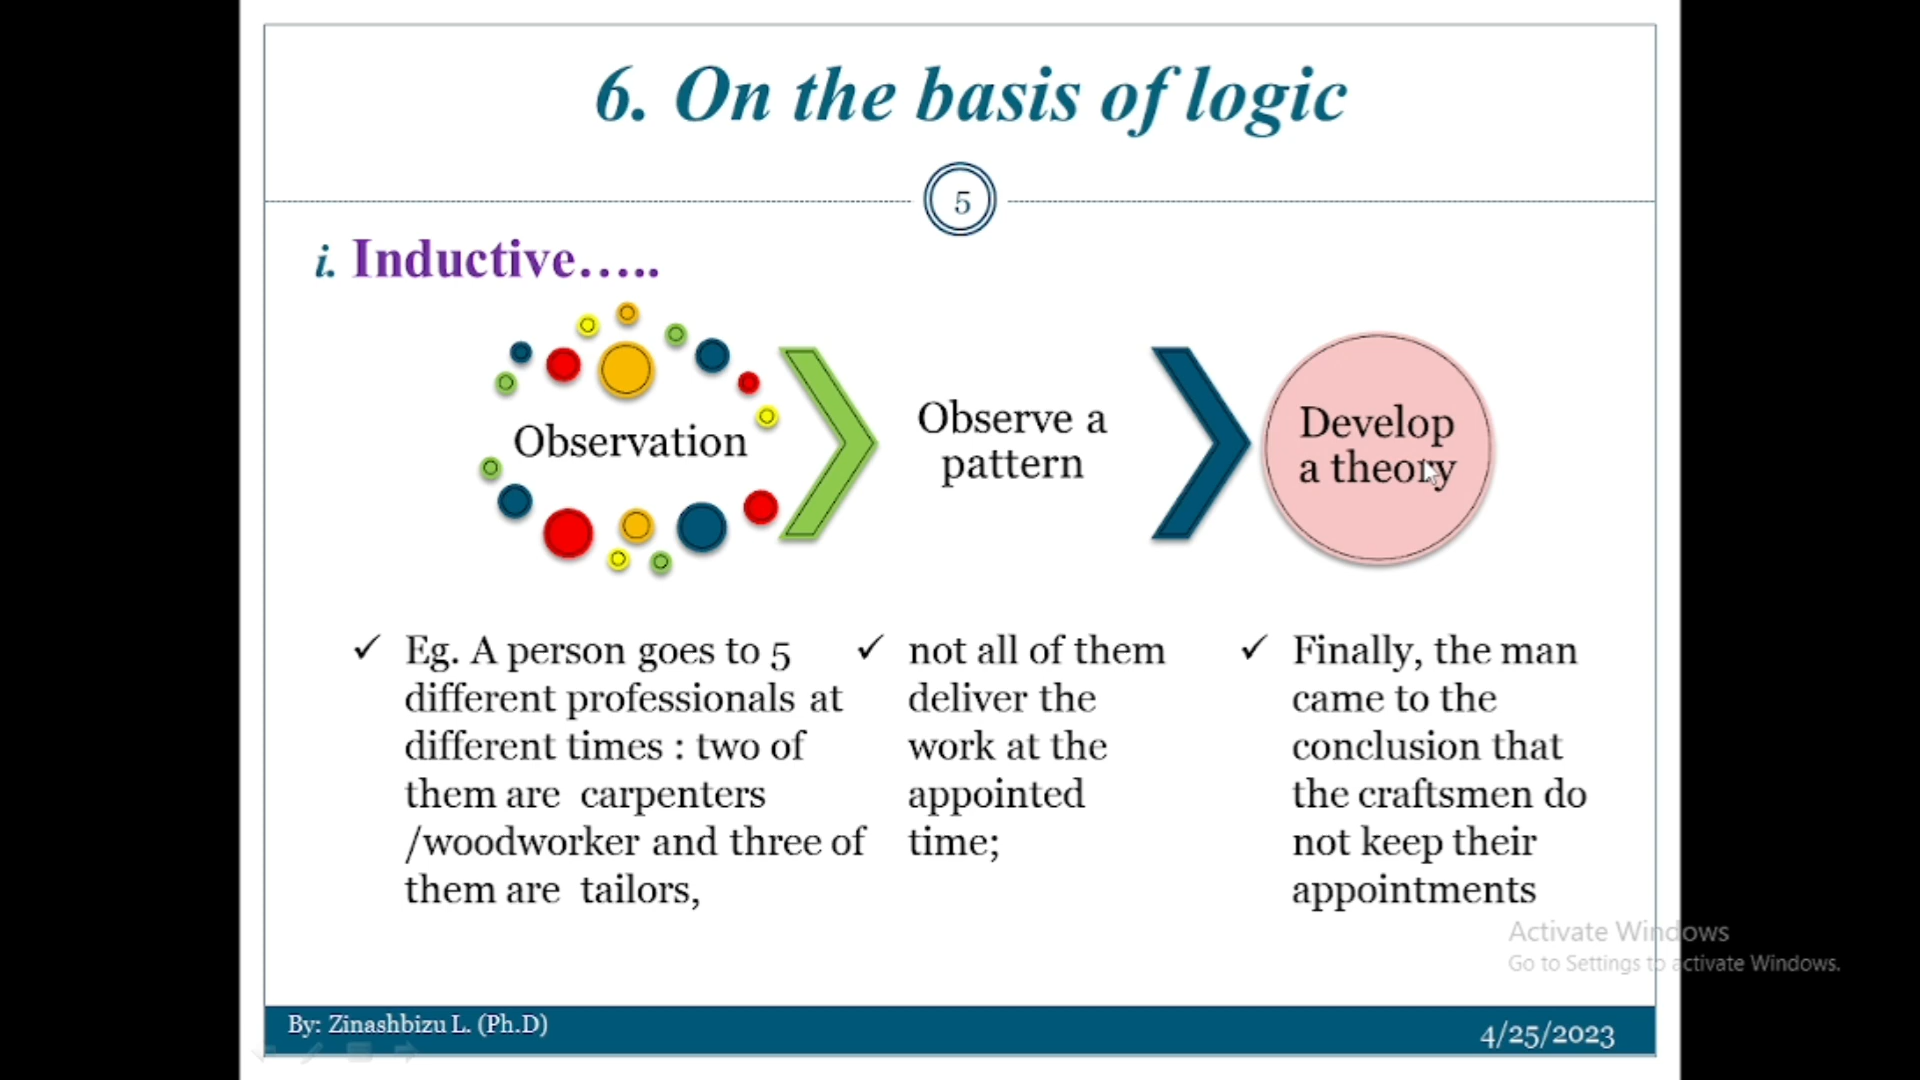 6. On the basis of logic
5
i. Inductive.....
Observation
Observe a
pattern
Develop
a theory
✓ Eg. A person goes to 5
different professionals at
different times : two of
them are carpenters
/woodworker and three of
them are tailors,
✓ not all of them
deliver the
work at the
appointed
time;
✓ Finally, the man
came to the
conclusion that
the craftsmen do
not keep their
appointments
Activate Windows
Go to Settings to activate Windows.
By: Zinashbizu L. (Ph.D)
4/25/2023